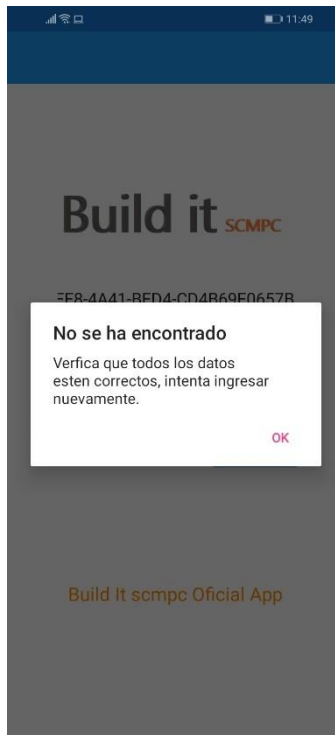 11:49
Build it SCMPC
EF8-4A41-BFD4-CD4B69F0657B
No se ha encontrado
Verfica que todos los datos
esten correctos, intenta ingresar
nuevamente.
OK
Build It scmpc Oficial App